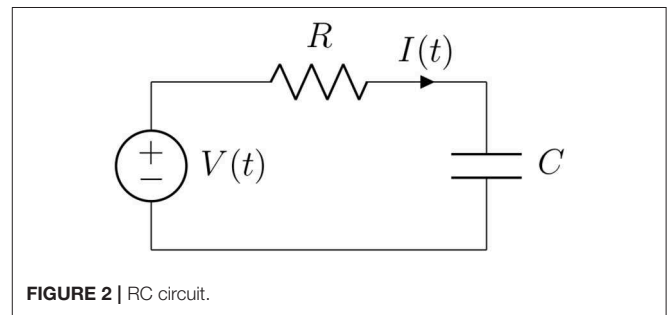 R
I(t)
+
−
V(t)
C
FIGURE 2 | RC circuit.